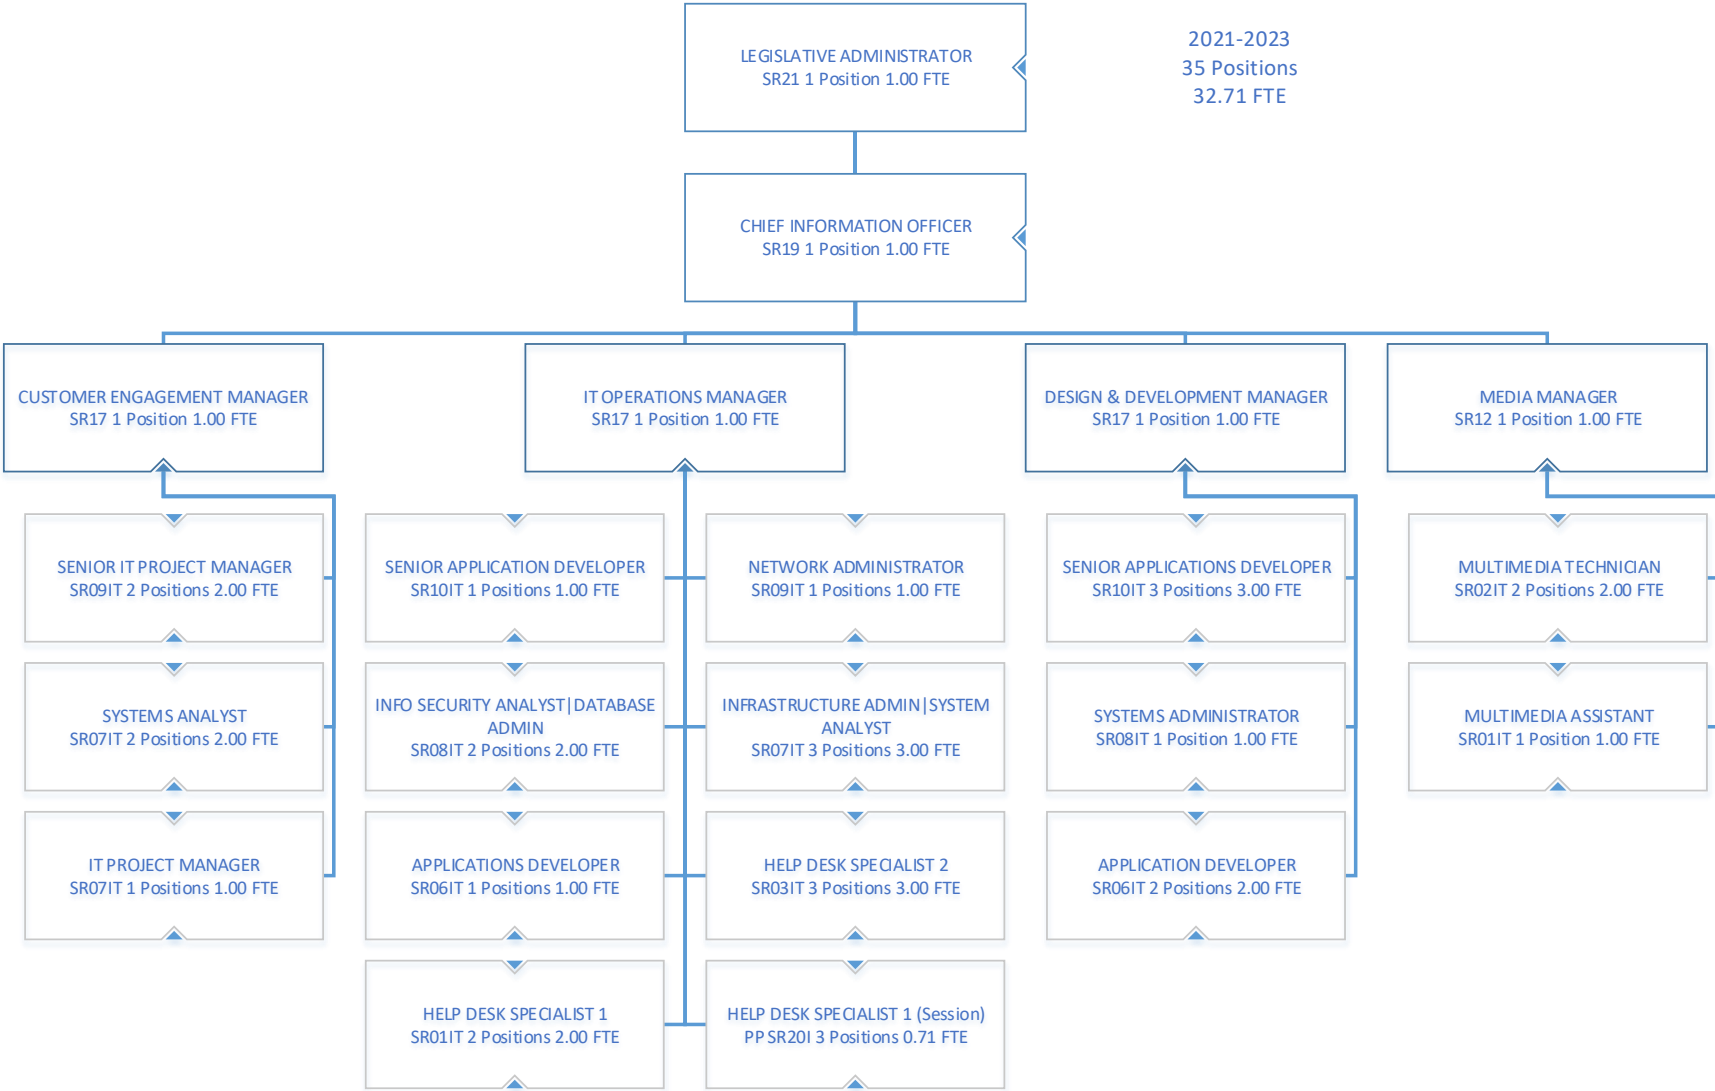 LEGISLATIVE ADMINISTRATOR
SR21 1 Position 1.00 FTE
2021-2023
35 Positions
32.71 FTE
CHIEF INFORMATION OFFICER
SR19 1 Position 1.00 FTE
CUSTOMER ENGAGEMENT MANAGER
SR17 1 Position 1.00 FTE
IT OPERATIONS MANAGER
SR17 1 Position 1.00 FTE
DESIGN & DEVELOPMENT MANAGER
SR17 1 Position 1.00 FTE
MEDIA MANAGER
SR12 1 Position 1.00 FTE
SENIOR IT PROJECT MANAGER
SR09IT 2 Positions 2.00 FTE
SENIOR APPLICATION DEVELOPER
SR10IT 1 Positions 1.00 FTE
NETWORK ADMINISTRATOR
SR09IT 1 Positions 1.00 FTE
SENIOR APPLICATIONS DEVELOPER
SR10IT 3 Positions 3.00 FTE
MULTIMEDIA TECHNICIAN
SR02IT 2 Positions 2.00 FTE
SYSTEMS ANALYST
SR07IT 2 Positions 2.00 FTE
INFO SECURITY ANALYST|DATABASE
ADMIN
SR08IT 2 Positions 2.00 FTE
INFRASTRUCTURE ADMIN|SYSTEM
ANALYST
SR07IT 3 Positions 3.00 FTE
SYSTEMS ADMINISTRATOR
SR08IT 1 Position 1.00 FTE
MULTIMEDIA ASSISTANT
SR01IT 1 Position 1.00 FTE
IT PROJECT MANAGER
SR07IT 1 Positions 1.00 FTE
APPLICATIONS DEVELOPER
SR06IT 1 Positions 1.00 FTE
HELP DESK SPECIALIST 2
SR03IT 3 Positions 3.00 FTE
APPLICATION DEVELOPER
SR06IT 2 Positions 2.00 FTE
HELP DESK SPECIALIST 1
SR01IT 2 Positions 2.00 FTE
HELP DESK SPECIALIST 1 (Session)
PP SR20I 3 Positions 0.71 FTE